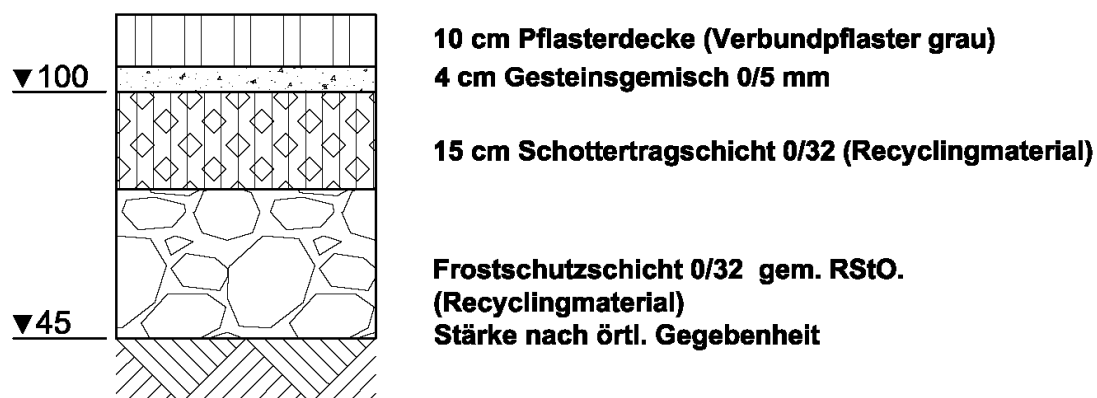 10 cm Pflasterdecke (Verbundpflaster grau)
▼100
4 cm Gesteinsgemisch 0/5 mm
15 cm Schottertragschicht 0/32 (Recyclingmaterial)
Frostschutzschicht 0/32 gem. RStO.
(Recyclingmaterial)
▼45
Stärke nach örtl. Gegebenheit